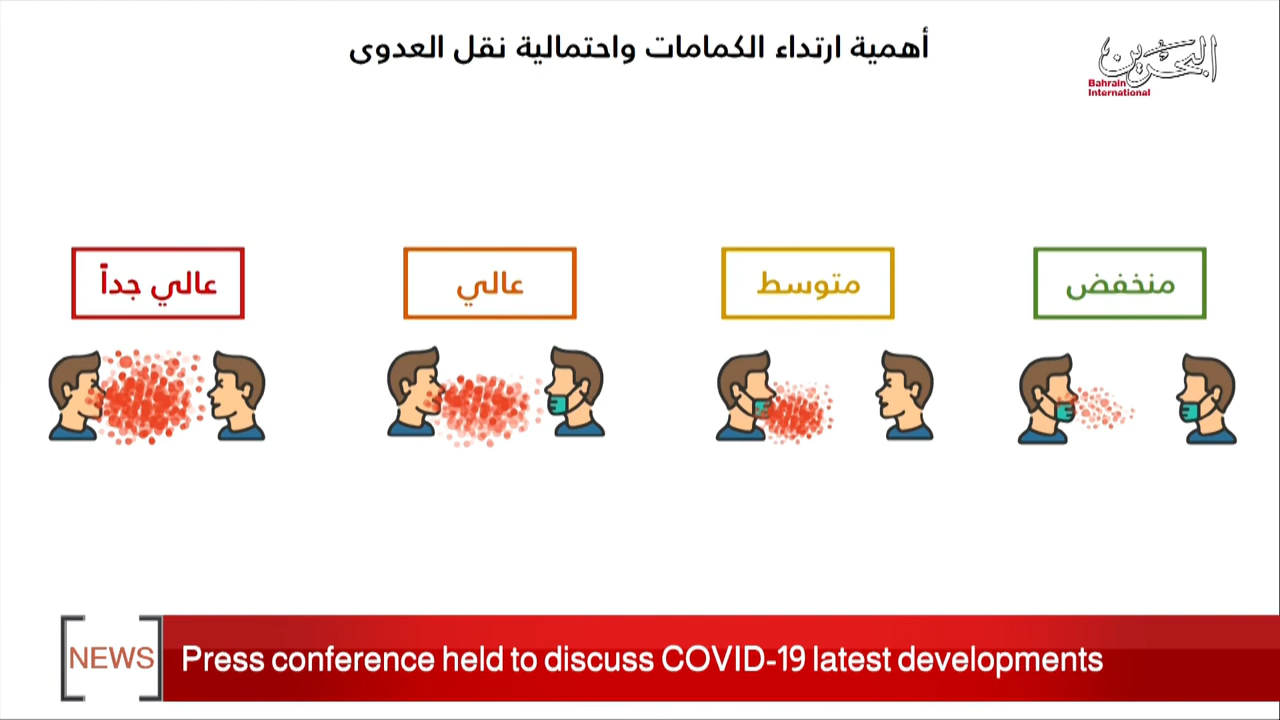 أهمية ارتداء الكمامات واحتمالية نقل العدوى
البحرين
Bahrain
International
منخفض
متوسط
عالي
عالي جداً
NEWS
Press conference held to discuss COVID-19 latest developments